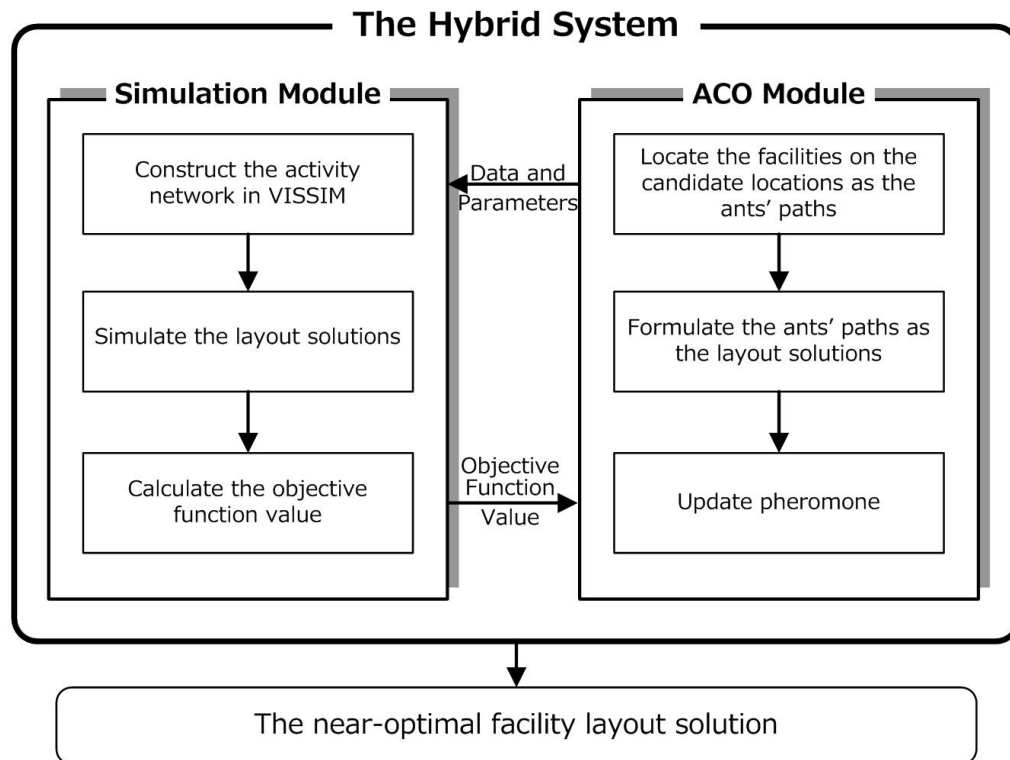 The Hybrid System
Simulation Module
Construct the activity
network in VISSIM
Simulate the layout solutions
Calculate the objective
function value
Data and
Parameters
Objective
Function
Value
ACO Module
Locate the facilities on the
candidate locations as the
ants’ paths
Formulate the ants’ paths as
the layout solutions
Update pheromone
The near-optimal facility layout solution